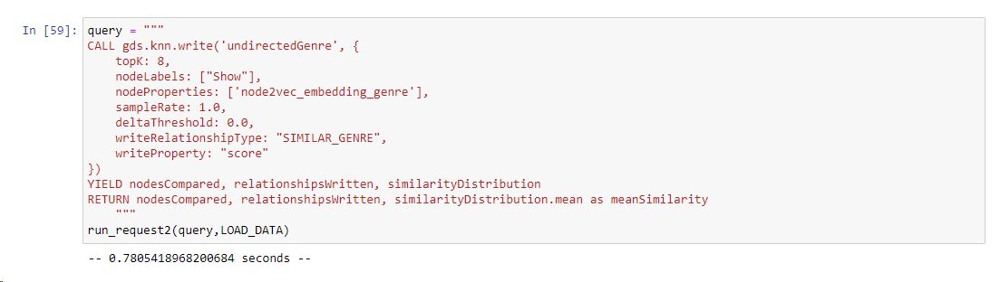 In [59]: query = """
CALL gds.knn.write('undirectedGenre', {
    topK: 8,
    nodeLabels: ["Show"],
    nodeProperties: ['node2vec_embedding_genre'],
    sampleRate: 1.0,
    deltaThreshold: 0.0,
    writeRelationshipType: "SIMILAR_GENRE",
    writeProperty: "score"
})
YIELD nodesCompared, relationshipsWritten, similarityDistribution
RETURN nodesCompared, relationshipsWritten, similarityDistribution.mean as meanSimilarity
    """
run_request2(query,LOAD_DATA)
-- 0.7805418968200684 seconds --